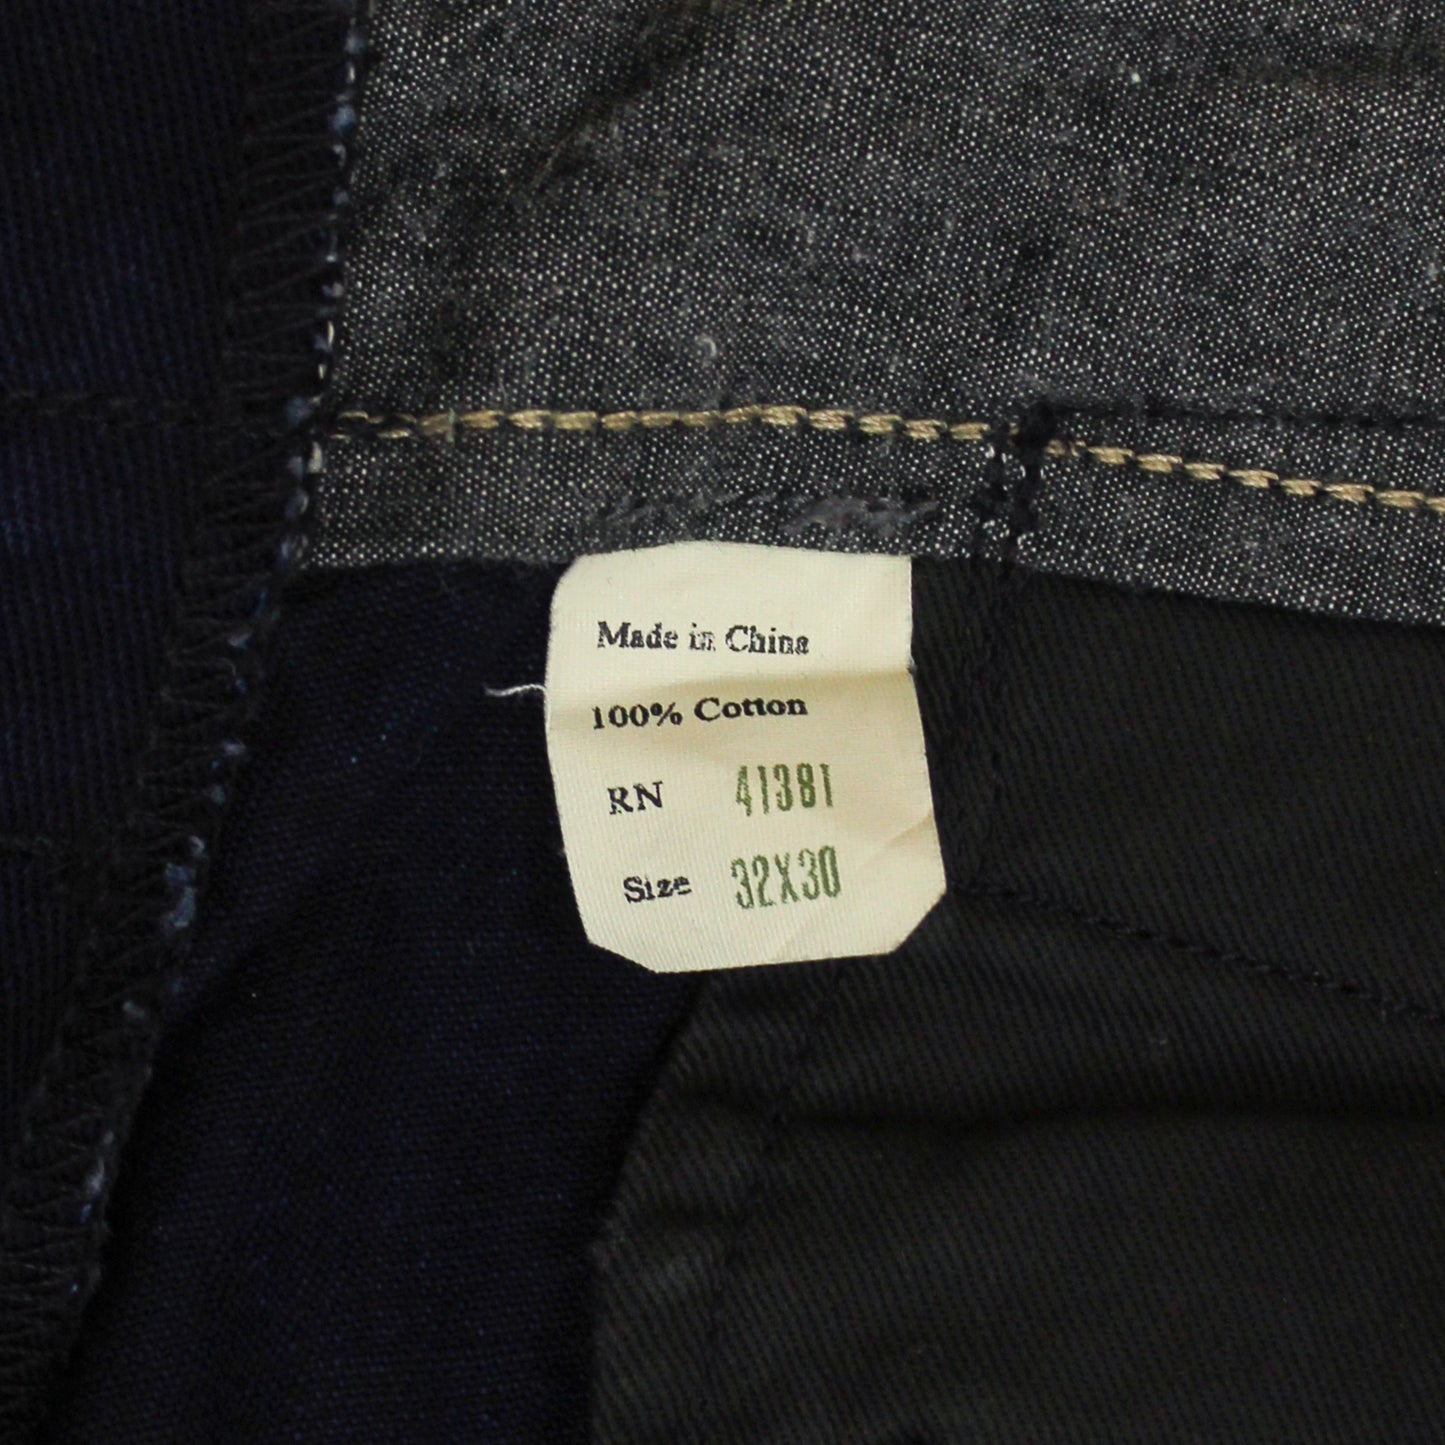 Made in China
100% Cotton
RN 41381
Size 32X30